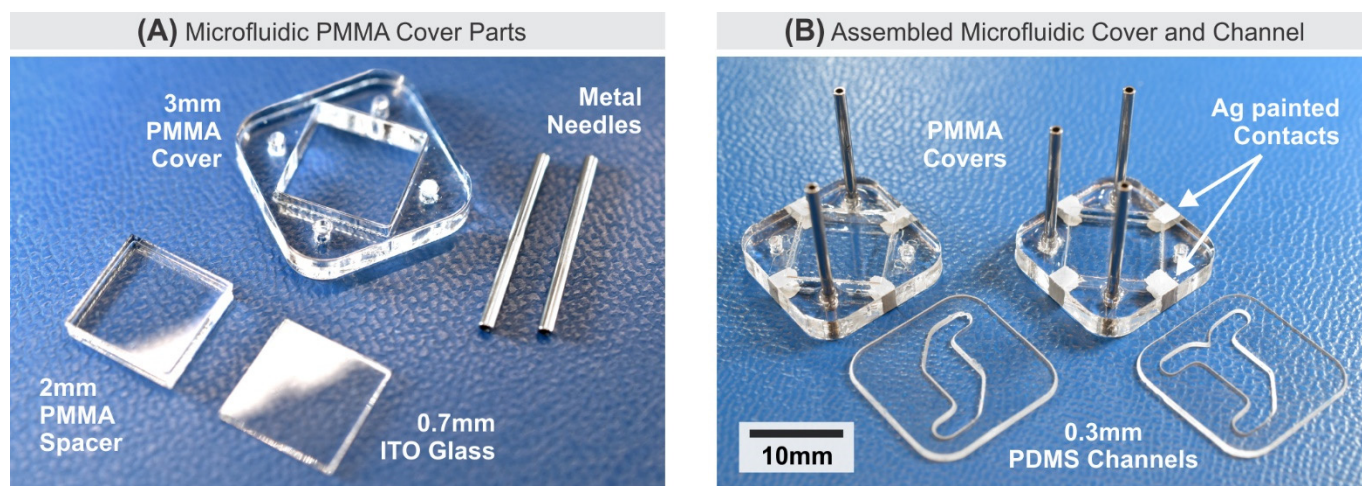 (A) Microfluidic PMMA Cover Parts
3mm
PMMA
Cover
Metal
Needles
2mm
PMMA
Spacer
0.7mm
ITO Glass
(B) Assembled Microfluidic Cover and Channel
PMMA
Covers
Ag painted
Contacts
10mm
0.3mm
PDMS Channels